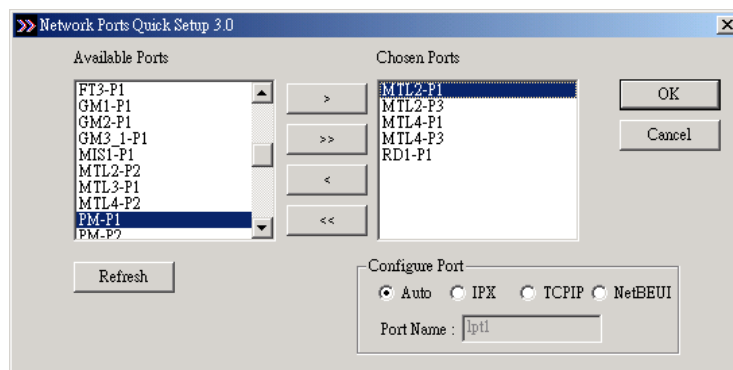 Network Ports Quick Setup 3.0
Available Ports
FT3-P1
GM1-P1
GM2-P1
GM3_1-P1
MIS1-P1
MTL2-P2
MTL3-P1
MTL4-P2
PM-P1
PM-P2
>
>>
<
<<
Chosen Ports
MTL2-P1
MTL2-P3
MTL4-P1
MTL4-P3
RD1-P1
OK
Cancel
Refresh
Configure Port
Auto IPX TCPIP NetBEUI
Port Name : lpt1